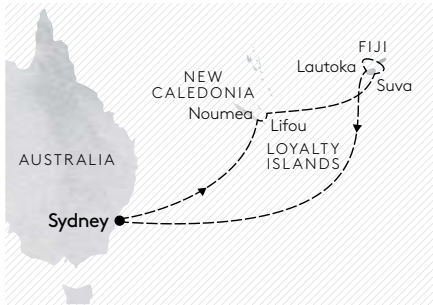 FIJI
Lautoka
Suva
NEW
CALEDONIA
Noumea
Lifou
LOYALTY
ISLANDS
AUSTRALIA
Sydney